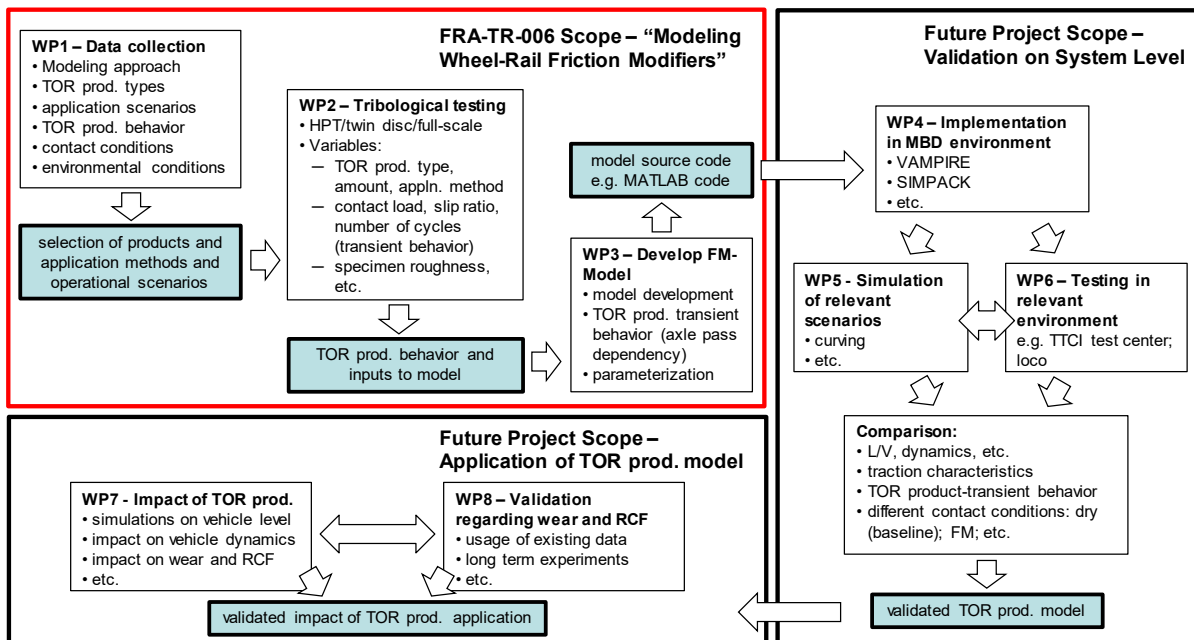 FRA-TR-006 Scope – “Modeling
Wheel-Rail Friction Modifiers”
WP1 – Data collection
• Modeling approach
• TOR prod. types
• application scenarios
• TOR prod. behavior
• contact conditions
• environmental conditions
selection of products and
application methods and
operational scenarios
WP2 – Tribological testing
• HPT/twin disc/full-scale
• Variables:
– TOR prod. type,
amount, appln. method
– contact load, slip ratio,
number of cycles
(transient behavior)
– specimen roughness,
etc.
TOR prod. behavior and
inputs to model
WP3 – Develop FM-
Model
• model development
• TOR prod. transient
behavior (axle pass
dependency)
• parameterization
model source code
e.g. MATLAB code
Future Project Scope –
Validation on System Level
WP4 – Implementation
in MBD environment
• VAMPIRE
• SIMPACK
• etc.
WP5 - Simulation
of relevant
scenarios
• curving
• etc.
WP6 – Testing in
relevant
environment
e.g. TTCI test center;
loco
Comparison:
• L/V, dynamics, etc.
• traction characteristics
• TOR product-transient behavior
• different contact conditions: dry
(baseline); FM; etc.
validated TOR prod. model
Future Project Scope –
Application of TOR prod. model
WP7 - Impact of TOR prod.
• simulations on vehicle level
• impact on vehicle dynamics
• impact on wear and RCF
• etc.
WP8 – Validation
regarding wear and RCF
• usage of existing data
• long term experiments
• etc.
validated impact of TOR prod. application